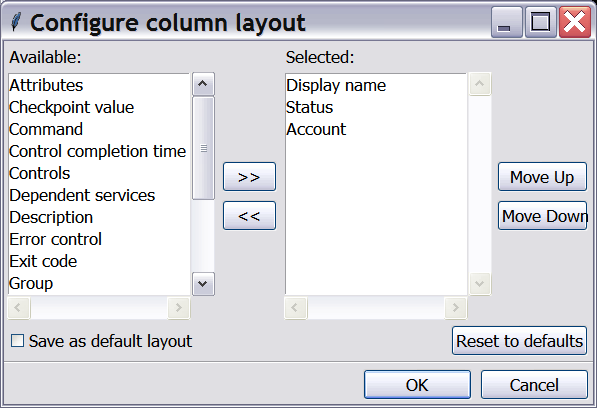 Configure column layout
Available:
Selected:
Attributes
Checkpoint value
Command
Control completion time
Controls
Dependent services
Description
Error control
Exit code
Group
>>
<<
Display name
Status
Account
Move Up
Move Down
Save as default layout
Reset to defaults
OK
Cancel